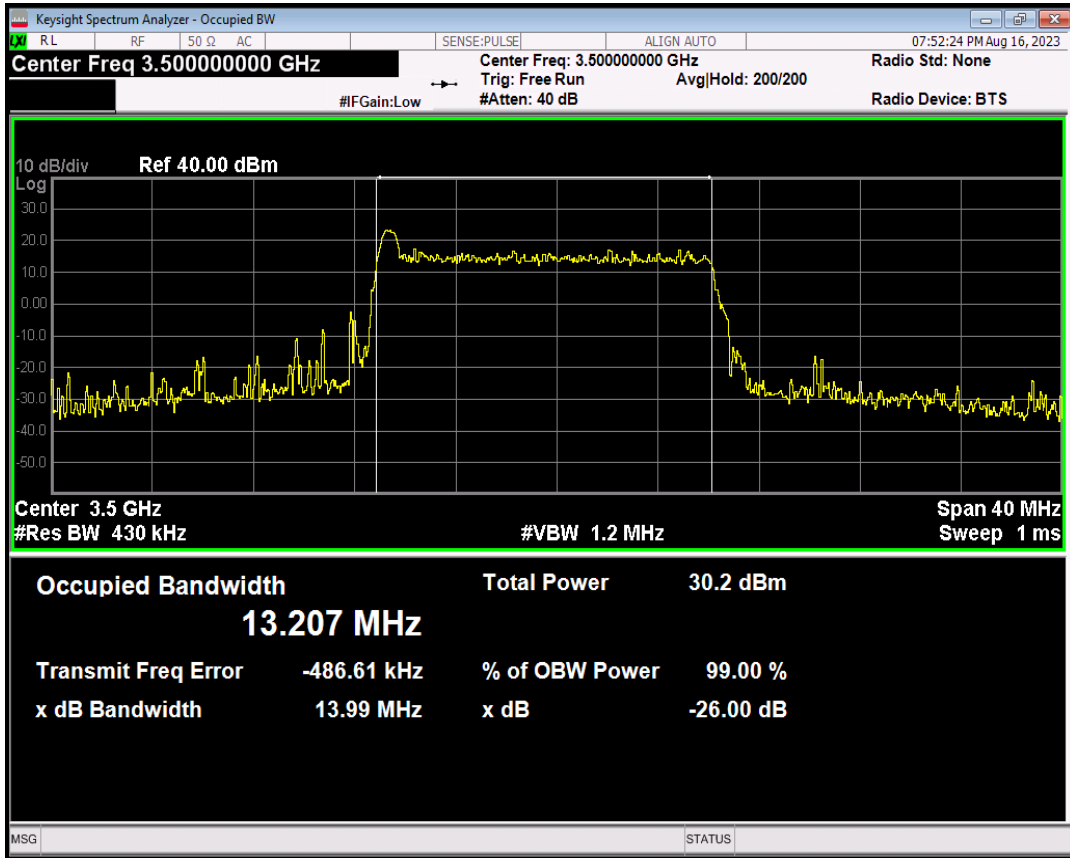 Keysight Spectrum Analyzer - Occupied BW
LXI RL RF 50 Ω AC SENSE:PULSE ALIGN AUTO 07:52:24 PM Aug 16, 2023
Center Freq 3.500000000 GHz
Center Freq: 3.500000000 GHz
Radio Std: None
Trig: Free Run Avg|Hold: 200/200
#IFGain:Low
#Atten: 40 dB
Radio Device: BTS
10 dB/div Ref 40.00 dBm
Log
30.0
20.0
10.0
0.00
-10.0
-20.0
-30.0
-40.0
-50.0
Center 3.5 GHz Span 40 MHz
#Res BW 430 kHz #VBW 1.2 MHz Sweep 1 ms
Occupied Bandwidth Total Power 30.2 dBm
13.207 MHz
Transmit Freq Error -486.61 kHz % of OBW Power 99.00 %
x dB Bandwidth 13.99 MHz x dB -26.00 dB
MSG STATUS